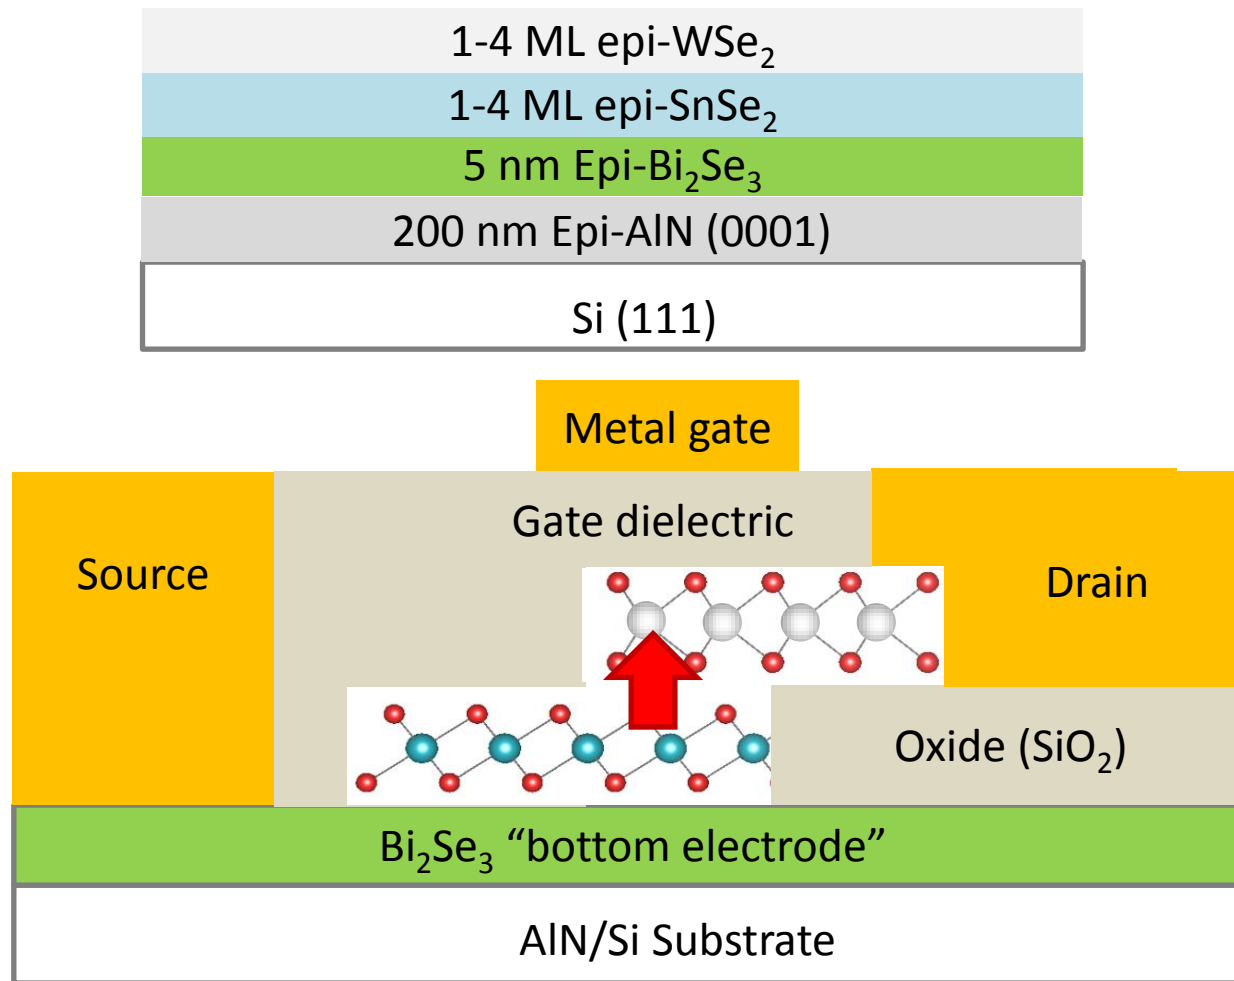 1-4 ML epi-WSe₂
1-4 ML epi-SnSe₂
5 nm Epi-Bi₂Se₃
200 nm Epi-AlN (0001)
Si (111)
Metal gate
Gate dielectric
Source
Drain
Oxide (SiO₂)
Bi₂Se₃ “bottom electrode”
AlN/Si Substrate